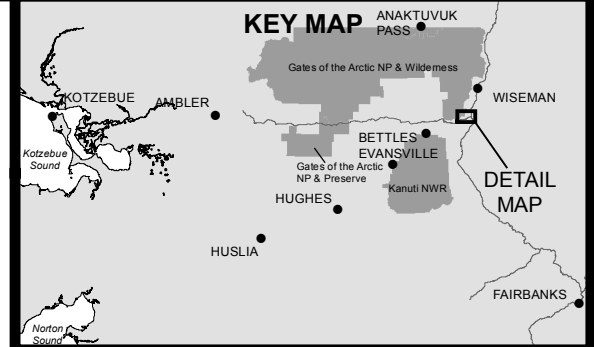 KEY MAP
ANAKTUVUK
PASS
Gates of the Arctic NP & Wilderness
KOTZEBUE
AMBLER
WISEMAN
Kotzebue
Sound
BETTLES
EVANSVILLE
Gates of the Arctic
NP & Preserve
Kanuti NWR
DETAIL
MAP
HUGHES
HUSLIA
FAIRBANKS
Norton
Sound